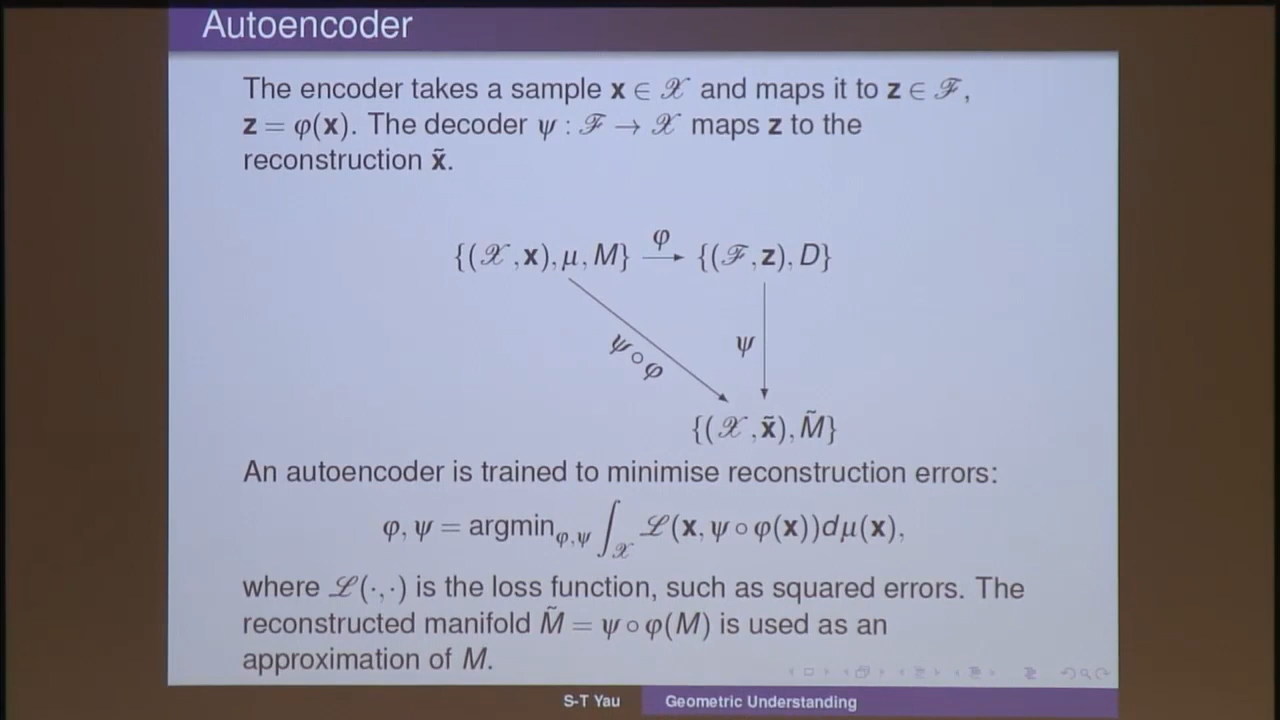 Autoencoder
The encoder takes a sample x ∈ 𝒳 and maps it to z ∈ ℱ,
z = φ(x). The decoder ψ : ℱ → 𝒳 maps z to the
reconstruction x̃.
{(𝒳,x),μ,M} φ {(ℱ,z),D}
ψ∘φ ψ
{(𝒳,x̃),M̃}
An autoencoder is trained to minimise reconstruction errors:
φ,ψ = argmin_{φ,ψ} ∫_𝒳 ℒ(x,ψ∘φ(x))dμ(x),
where ℒ(·,·) is the loss function, such as squared errors. The
reconstructed manifold M̃ = ψ∘φ(M) is used as an
approximation of M.
S-T Yau Geometric Understanding